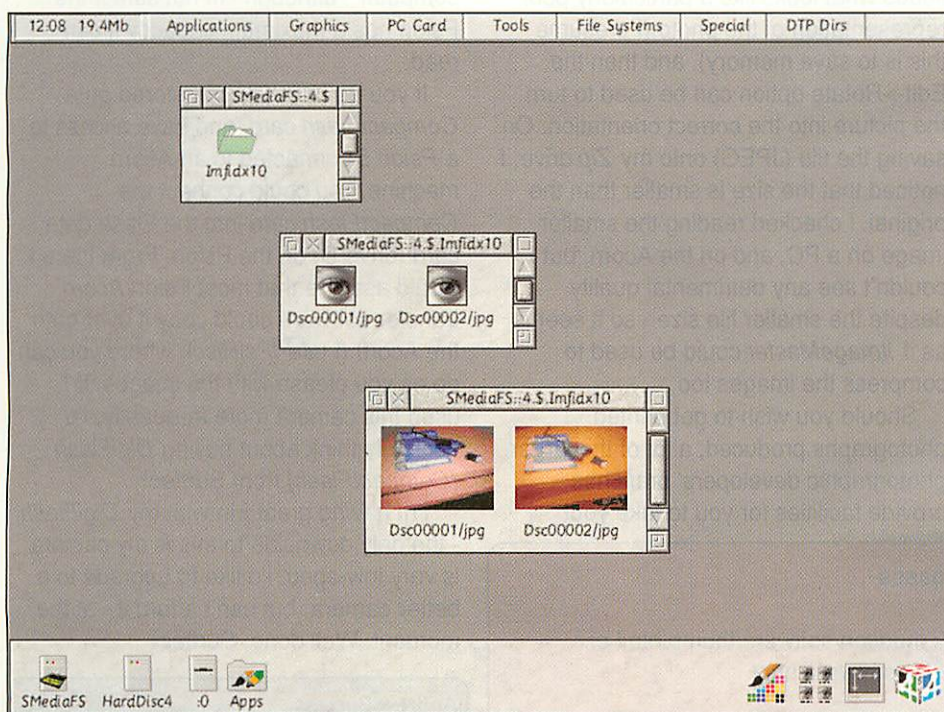 12:08 19.4Mb Applications Graphics PC Card Tools File Systems Special DTP Dirs
SMediaFS::4.$
Imfidx10
SMediaFS::4.$.Imfidx10
Dsc00001/jpg Dsc00002/jpg
SMediaFS::4.$.Imfidx10
Dsc00001/jpg Dsc00002/jpg
SMediaFS HardDisc4 :0 Apps